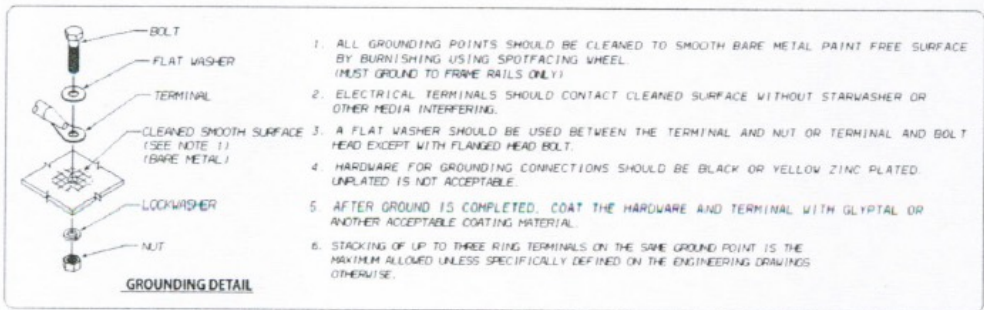 BOLT
FLAT WASHER
TERMINAL
CLEANED SMOOTH SURFACE
(SEE NOTE 1)
(BARE METAL)
LOCKWASHER
NUT
GROUNDING DETAIL
1. ALL GROUNDING POINTS SHOULD BE CLEANED TO SMOOTH BARE METAL PAINT FREE SURFACE
BY BURNISHING USING SPOTFACING WHEEL.
(MUST GROUND TO FRAME RAILS ONLY)
2. ELECTRICAL TERMINALS SHOULD CONTACT CLEANED SURFACE WITHOUT STARWASHER OR
OTHER MEDIA INTERFERING.
3. A FLAT WASHER SHOULD BE USED BETWEEN THE TERMINAL AND NUT OR TERMINAL AND BOLT
HEAD EXCEPT WITH FLANGED HEAD BOLT.
4. HARDWARE FOR GROUNDING CONNECTIONS SHOULD BE BLACK OR YELLOW ZINC PLATED.
UNPLATED IS NOT ACCEPTABLE.
5. AFTER GROUND IS COMPLETED, COAT THE HARDWARE AND TERMINAL WITH GLYPTAL OR
ANOTHER ACCEPTABLE COATING MATERIAL.
6. STACKING OF UP TO THREE RING TERMINALS ON THE SAME GROUND POINT IS THE
MAXIMUM ALLOWED UNLESS SPECIFICALLY DEFINED ON THE ENGINEERING DRAWINGS
OTHERWISE.